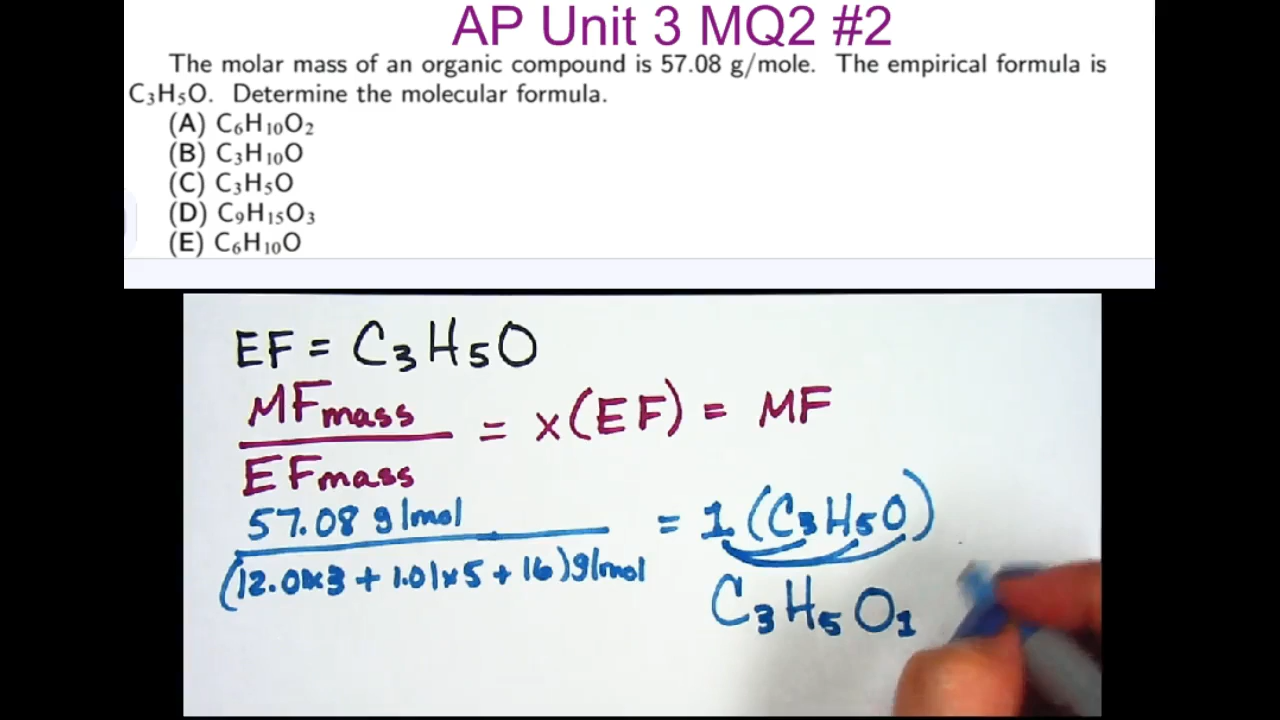 AP Unit 3 MQ2 #2
The molar mass of an organic compound is 57.08 g/mole. The empirical formula is
C₃H₅O. Determine the molecular formula.
(A) C₆H₁₀O₂
(B) C₃H₁₀O
(C) C₃H₅O
(D) C₉H₁₅O₃
(E) C₆H₁₀O
EF = C₃H₅O
MFmass
= x(EF) = MF
EFmass
57.08 g/mol
= 1(C₃H₅O)
(12.01x3 + 1.01x5 + 16)g/mol
C₃H₅O₁